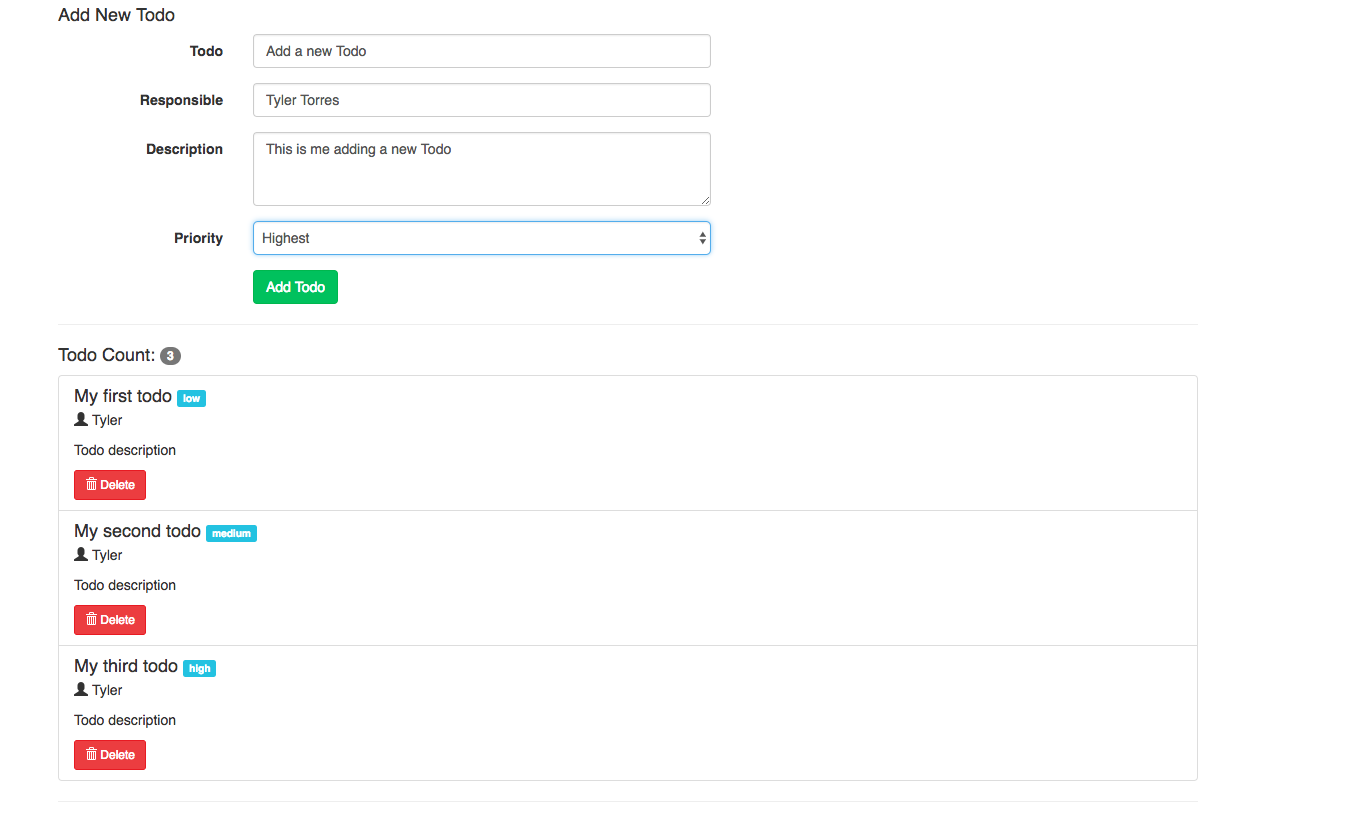 Add New Todo
Todo Add a new Todo
Responsible Tyler Torres
Description This is me adding a new Todo
Priority Highest
Add Todo
Todo Count: 3
My first todo low
Tyler
Todo description
Delete
My second todo medium
Tyler
Todo description
Delete
My third todo high
Tyler
Todo description
Delete